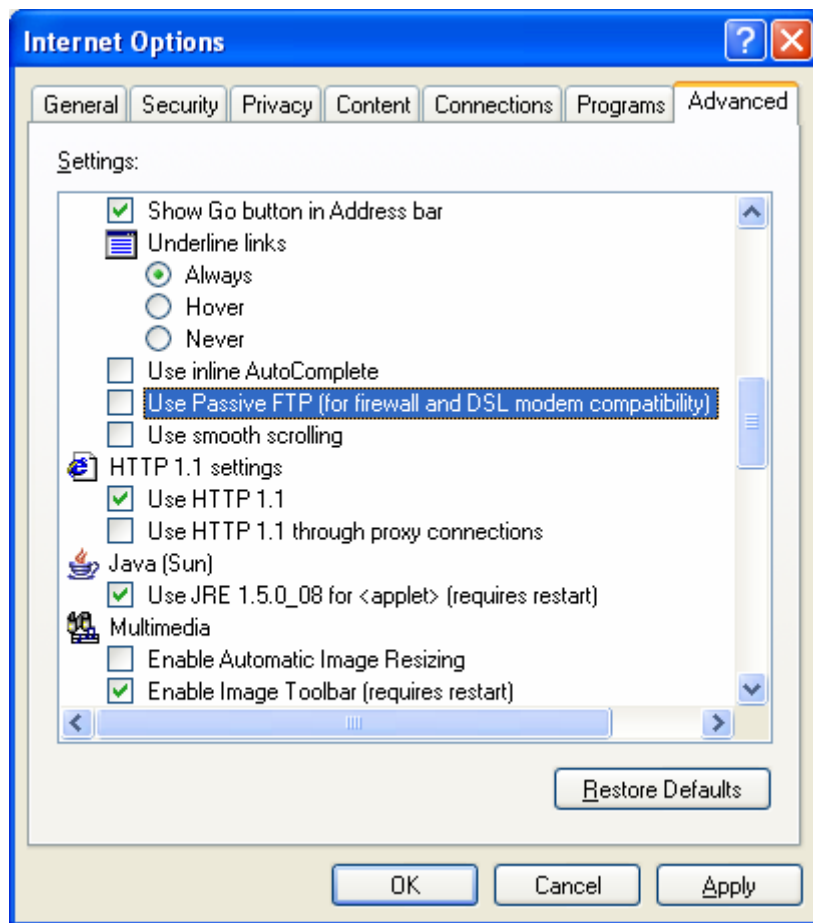 Internet Options
General Security Privacy Content Connections Programs Advanced
Settings:
Show Go button in Address bar
Underline links
Always
Hover
Never
Use inline AutoComplete
Use Passive FTP (for firewall and DSL modem compatibility)
Use smooth scrolling
HTTP 1.1 settings
Use HTTP 1.1
Use HTTP 1.1 through proxy connections
Java (Sun)
Use JRE 1.5.0_08 for <applet> (requires restart)
Multimedia
Enable Automatic Image Resizing
Enable Image Toolbar (requires restart)
Restore Defaults
OK Cancel Apply